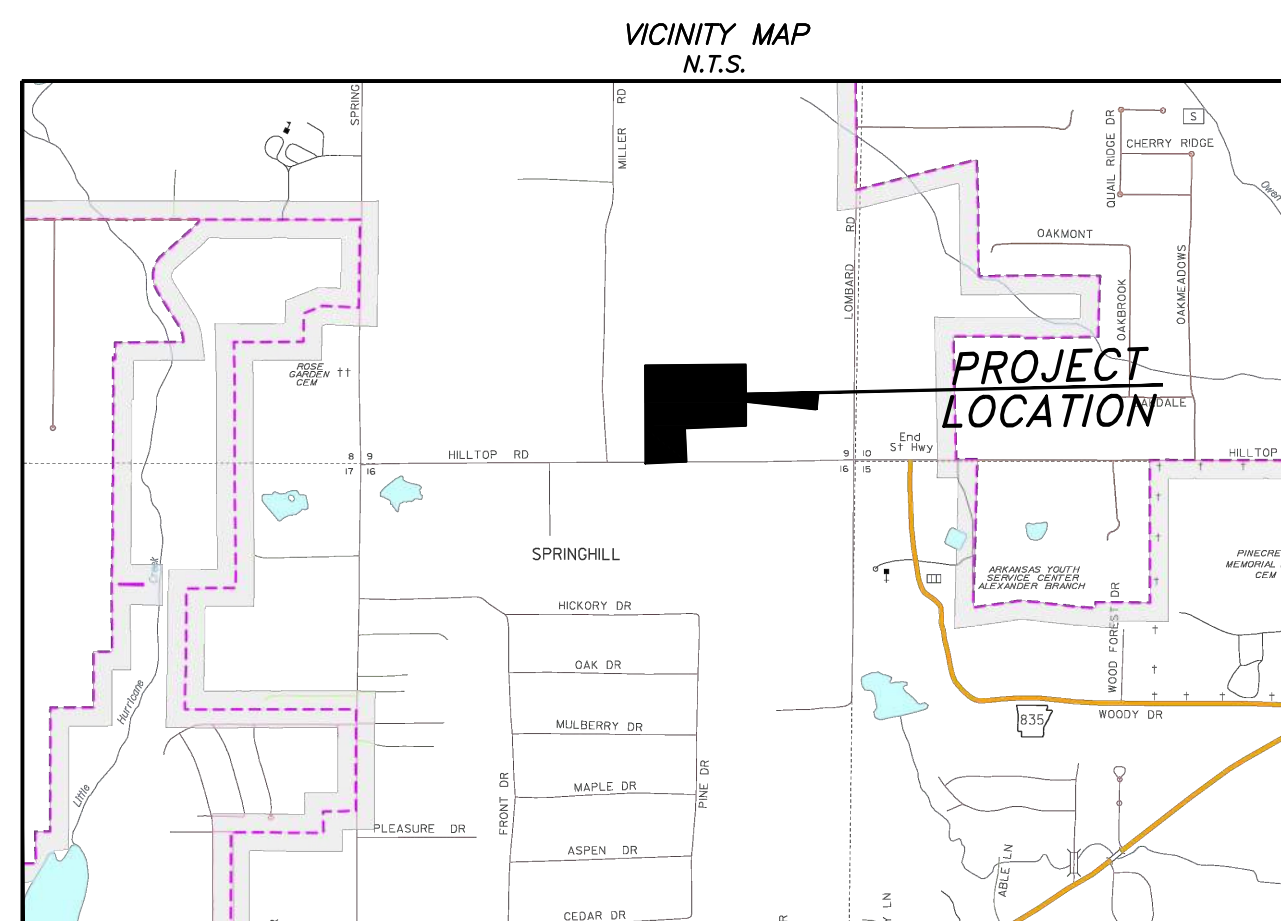 VICINITY MAP
N.T.S.
SPRING
MILLER RD
QUAIL RIDGE DR
S
CHERRY RIDGE
Owen
LOMBARD RD
OAKMONT
OAKBROOK
OAKMEADOWS
ROSE
GARDEN ††
CEM
PROJECT
LOCATION
End
St Hwy
8 9
17 16
HILLTOP RD
9 10
16 15
HILLTOP
SPRINGHILL
Creek
ARKANSAS YOUTH
SERVICE CENTER
ALEXANDER BRANCH
PINECRE
MEMORIAL
CEM
HICKORY DR
OAK DR
WOOD FOREST DR
Hurricane
MULBERRY DR
835
WOODY DR
Little
FRONT DR
MAPLE DR
PINE DR
PLEASURE DR
ASPEN DR
ABLE LN
CEDAR DR
Y LN